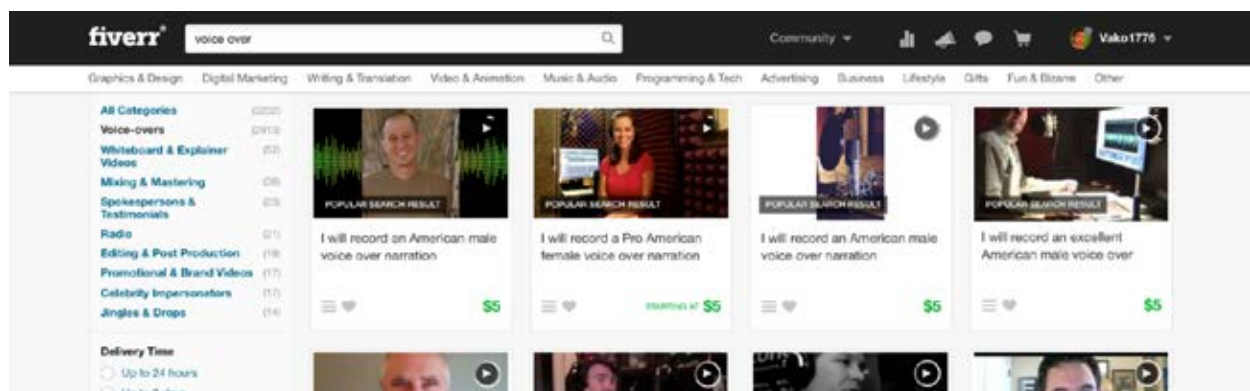 fiverr®
voice over
Community
Vako1776
Graphics & Design Digital Marketing Writing & Translation Video & Animation Music & Audio Programming & Tech Advertising Business Lifestyle Gifts Fun & Bizarre Other
All Categories
Voice-overs
Whiteboard & Explainer
Videos
Mixing & Mastering
Spokespersons &
Testimonials
Radio (21)
Editing & Post Production
Promotional & Brand Videos (17)
Celebrity Impersonators (17)
Jingles & Drops (14)
Delivery Time
Up to 24 hours
POPULAR SEARCH RESULT
I will record an American male
voice over narration
$5
POPULAR SEARCH RESULT
I will record a Pro American
female voice over narration
STARTING AT $5
POPULAR SEARCH RESULT
I will record an American male
voice over narration
$5
POPULAR SEARCH RESULT
I will record an excellent
American male voice over
$5